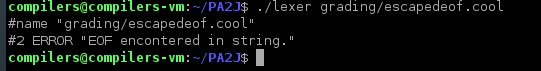 compilers@compilers-vm:~/PA2J$ ./lexer grading/escapedeof.cool
#name "grading/escapedeof.cool"
#2 ERROR "EOF encontered in string."
compilers@compilers-vm:~/PA2J$